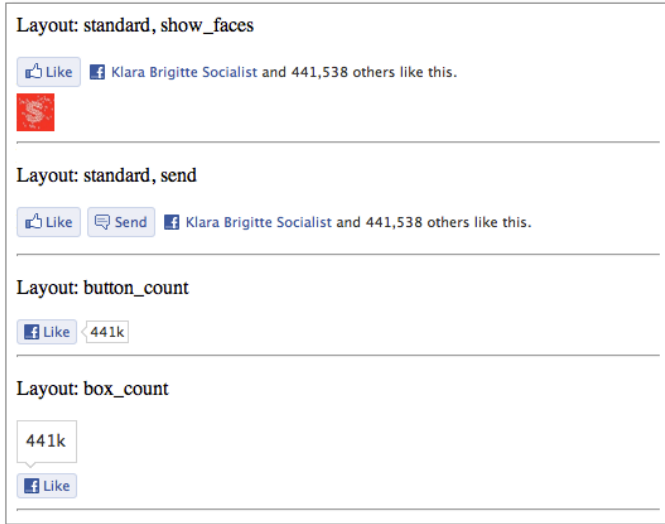 Layout: standard, show_faces
Like Klara Brigitte Socialist and 441,538 others like this.
S
Layout: standard, send
Like Send Klara Brigitte Socialist and 441,538 others like this.
Layout: button_count
Like 441k
Layout: box_count
441k
Like